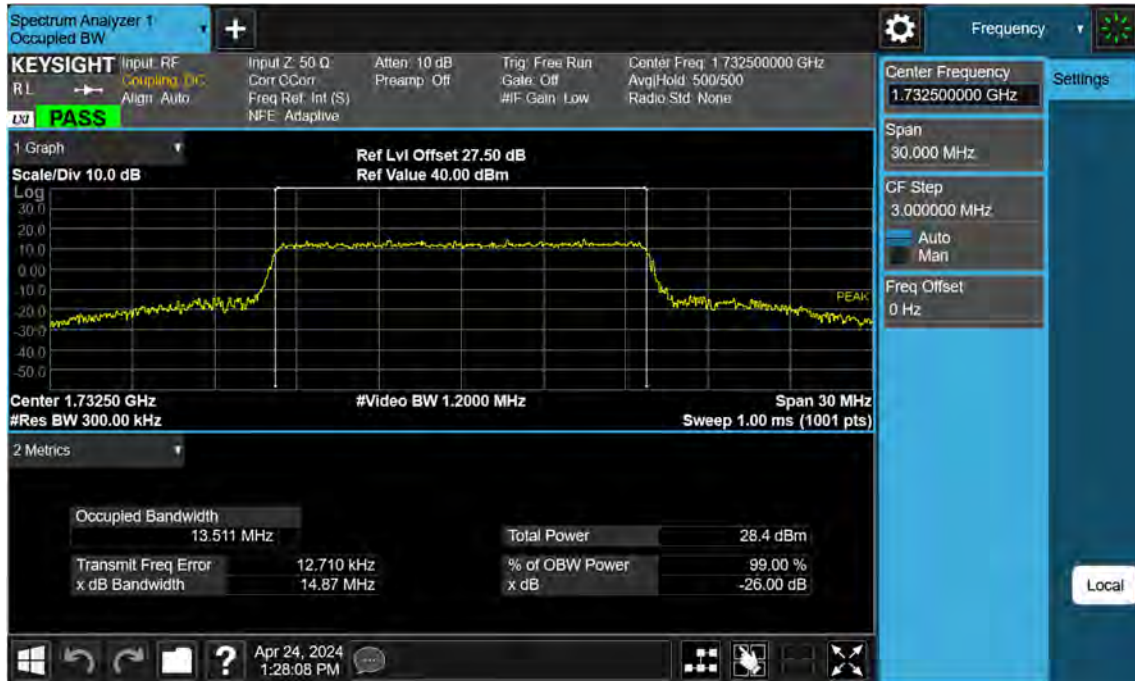 Spectrum Analyzer 1
Occupied BW
Frequency
KEYSIGHT
Input: RF
Input Z: 50 Ω
Atten: 10 dB
Trig: Free Run
Center Freq: 1.732500000 GHz
RL
Coupling: DC
Corr CCorr
Preamp: Off
Gate: Off
Avg|Hold: 500/500
Align: Auto
Freq Ref: Int (S)
#IF Gain: Low
Radio Std: None
NFE: Adaptive
LXI
PASS
Center Frequency
1.732500000 GHz
Settings
Span
30.000 MHz
CF Step
3.000000 MHz
Auto
Man
Freq Offset
0 Hz
1 Graph
Ref Lvl Offset 27.50 dB
Scale/Div 10.0 dB
Ref Value 40.00 dBm
Log
30.0
20.0
10.0
0.00
-10.0
PEAK
-20.0
-30.0
-40.0
-50.0
Center 1.73250 GHz
#Video BW 1.2000 MHz
Span 30 MHz
#Res BW 300.00 kHz
Sweep 1.00 ms (1001 pts)
2 Metrics
Occupied Bandwidth
13.511 MHz
Total Power
28.4 dBm
Transmit Freq Error
12.710 kHz
% of OBW Power
99.00 %
x dB Bandwidth
14.87 MHz
x dB
-26.00 dB
Local
Apr 24, 2024
1:28:08 PM